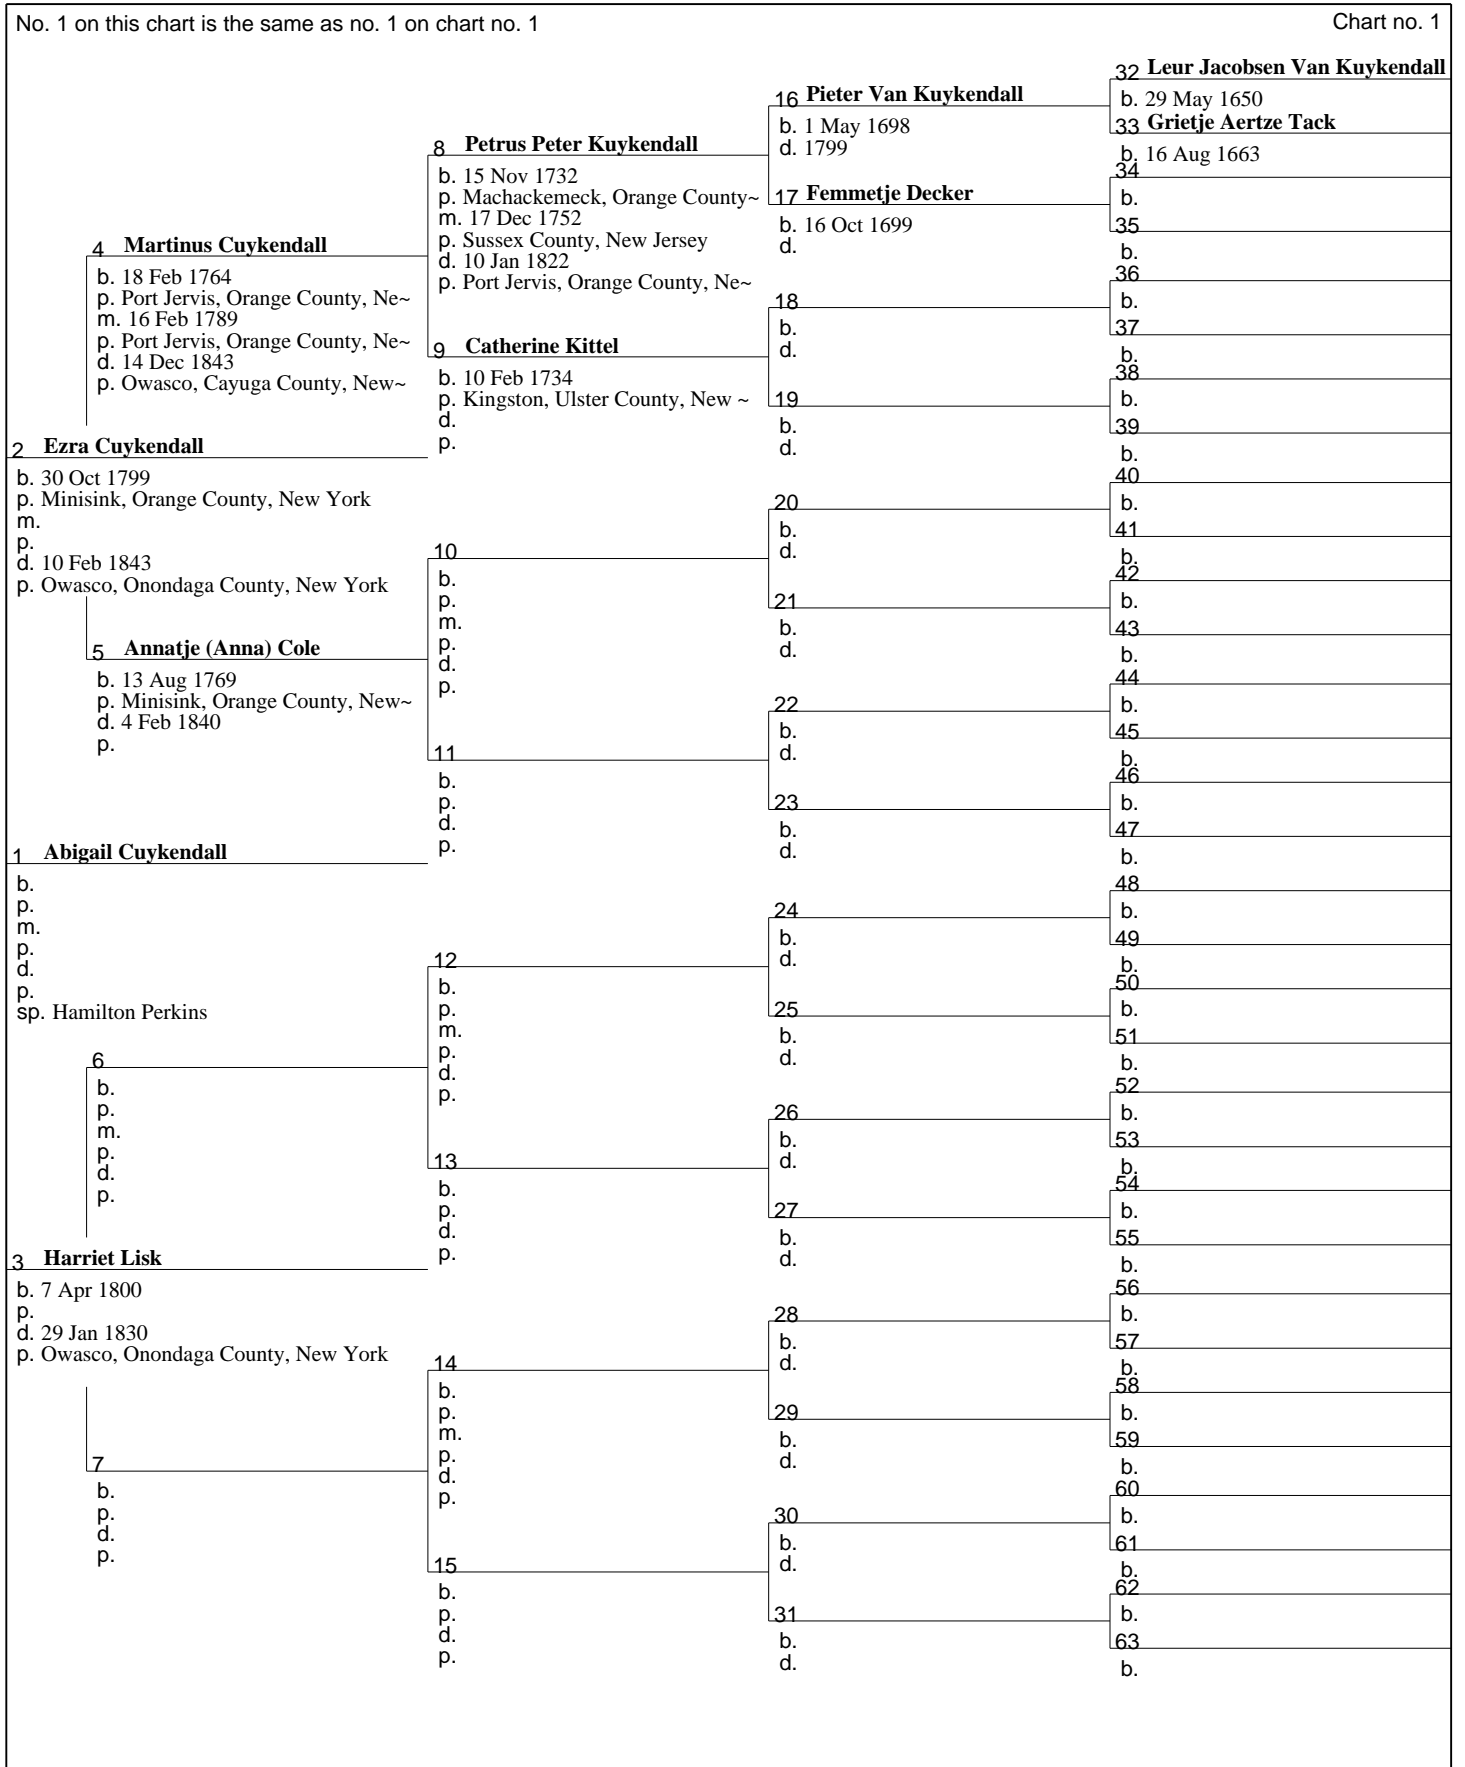 No. 1 on this chart is the same as no. 1 on chart no. 1
Chart no. 1
32 Leur Jacobsen Van Kuykendall
b. 29 May 1650
33 Grietje Aertze Tack
b. 16 Aug 1663
16 Pieter Van Kuykendall
b. 1 May 1698
d. 1799
8 Petrus Peter Kuykendall
b. 15 Nov 1732
p. Machackemeck, Orange County~
m. 17 Dec 1752
p. Sussex County, New Jersey
d. 10 Jan 1822
p. Port Jervis, Orange County, Ne~
34
b.
35
b.
17 Femmetje Decker
b. 16 Oct 1699
d.
4 Martinus Cuykendall
b. 18 Feb 1764
p. Port Jervis, Orange County, Ne~
m. 16 Feb 1789
p. Port Jervis, Orange County, Ne~
d. 14 Dec 1843
p. Owasco, Cayuga County, New~
36
b.
37
b.
18
b.
d.
9 Catherine Kittel
b. 10 Feb 1734
p. Kingston, Ulster County, New ~
d.
p.
38
b.
39
b.
19
b.
d.
2 Ezra Cuykendall
b. 30 Oct 1799
p. Minisink, Orange County, New York
m.
p.
d. 10 Feb 1843
p. Owasco, Onondaga County, New York
40
b.
41
b.
20
b.
d.
10
b.
p.
m.
p.
d.
p.
42
b.
43
b.
21
b.
d.
5 Annatje (Anna) Cole
b. 13 Aug 1769
p. Minisink, Orange County, New~
d. 4 Feb 1840
p.
44
b.
45
b.
22
b.
d.
11
b.
p.
d.
p.
46
b.
47
b.
23
b.
d.
1 Abigail Cuykendall
b.
p.
m.
p.
d.
p.
sp. Hamilton Perkins
48
b.
49
b.
24
b.
d.
12
b.
p.
m.
p.
d.
p.
50
b.
51
b.
25
b.
d.
6
b.
p.
m.
p.
d.
p.
52
b.
53
b.
26
b.
d.
13
b.
p.
d.
p.
54
b.
55
b.
27
b.
d.
3 Harriet Lisk
b. 7 Apr 1800
p.
d. 29 Jan 1830
p. Owasco, Onondaga County, New York
56
b.
57
b.
28
b.
d.
14
b.
p.
m.
p.
d.
p.
58
b.
59
b.
29
b.
d.
7
b.
p.
d.
p.
60
b.
61
b.
30
b.
d.
15
b.
p.
d.
p.
62
b.
63
b.
31
b.
d.